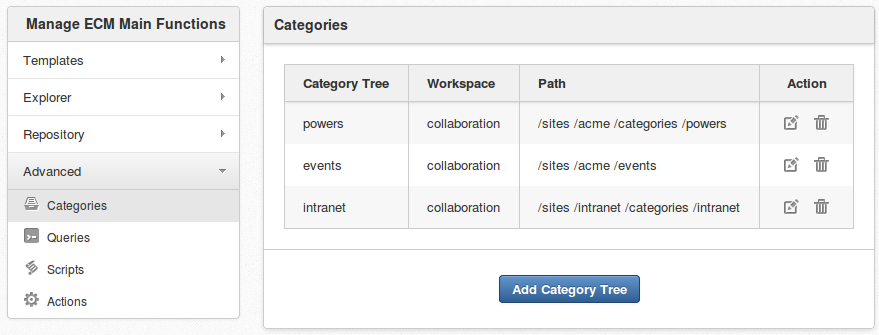 Manage ECM Main Functions
Templates
Explorer
Repository
Advanced
Categories
Queries
Scripts
Actions
Categories
Category Tree Workspace Path Action
powers collaboration /sites /acme /categories /powers
events collaboration /sites /acme /events
intranet collaboration /sites /intranet /categories /intranet
Add Category Tree